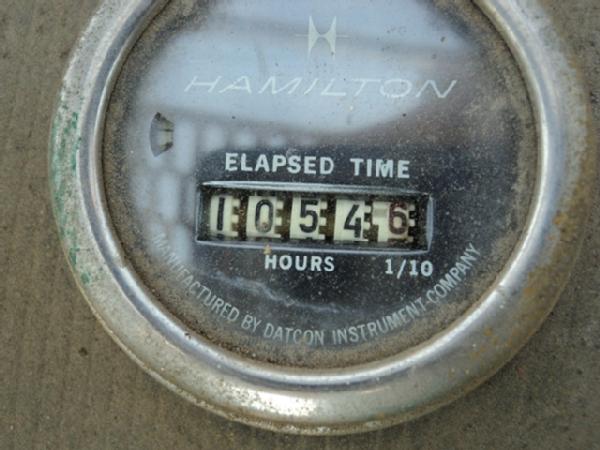 HAMILTON
ELAPSED TIME
10546
HOURS 1/10
MANUFACTURED BY DATCON INSTRUMENT COMPANY